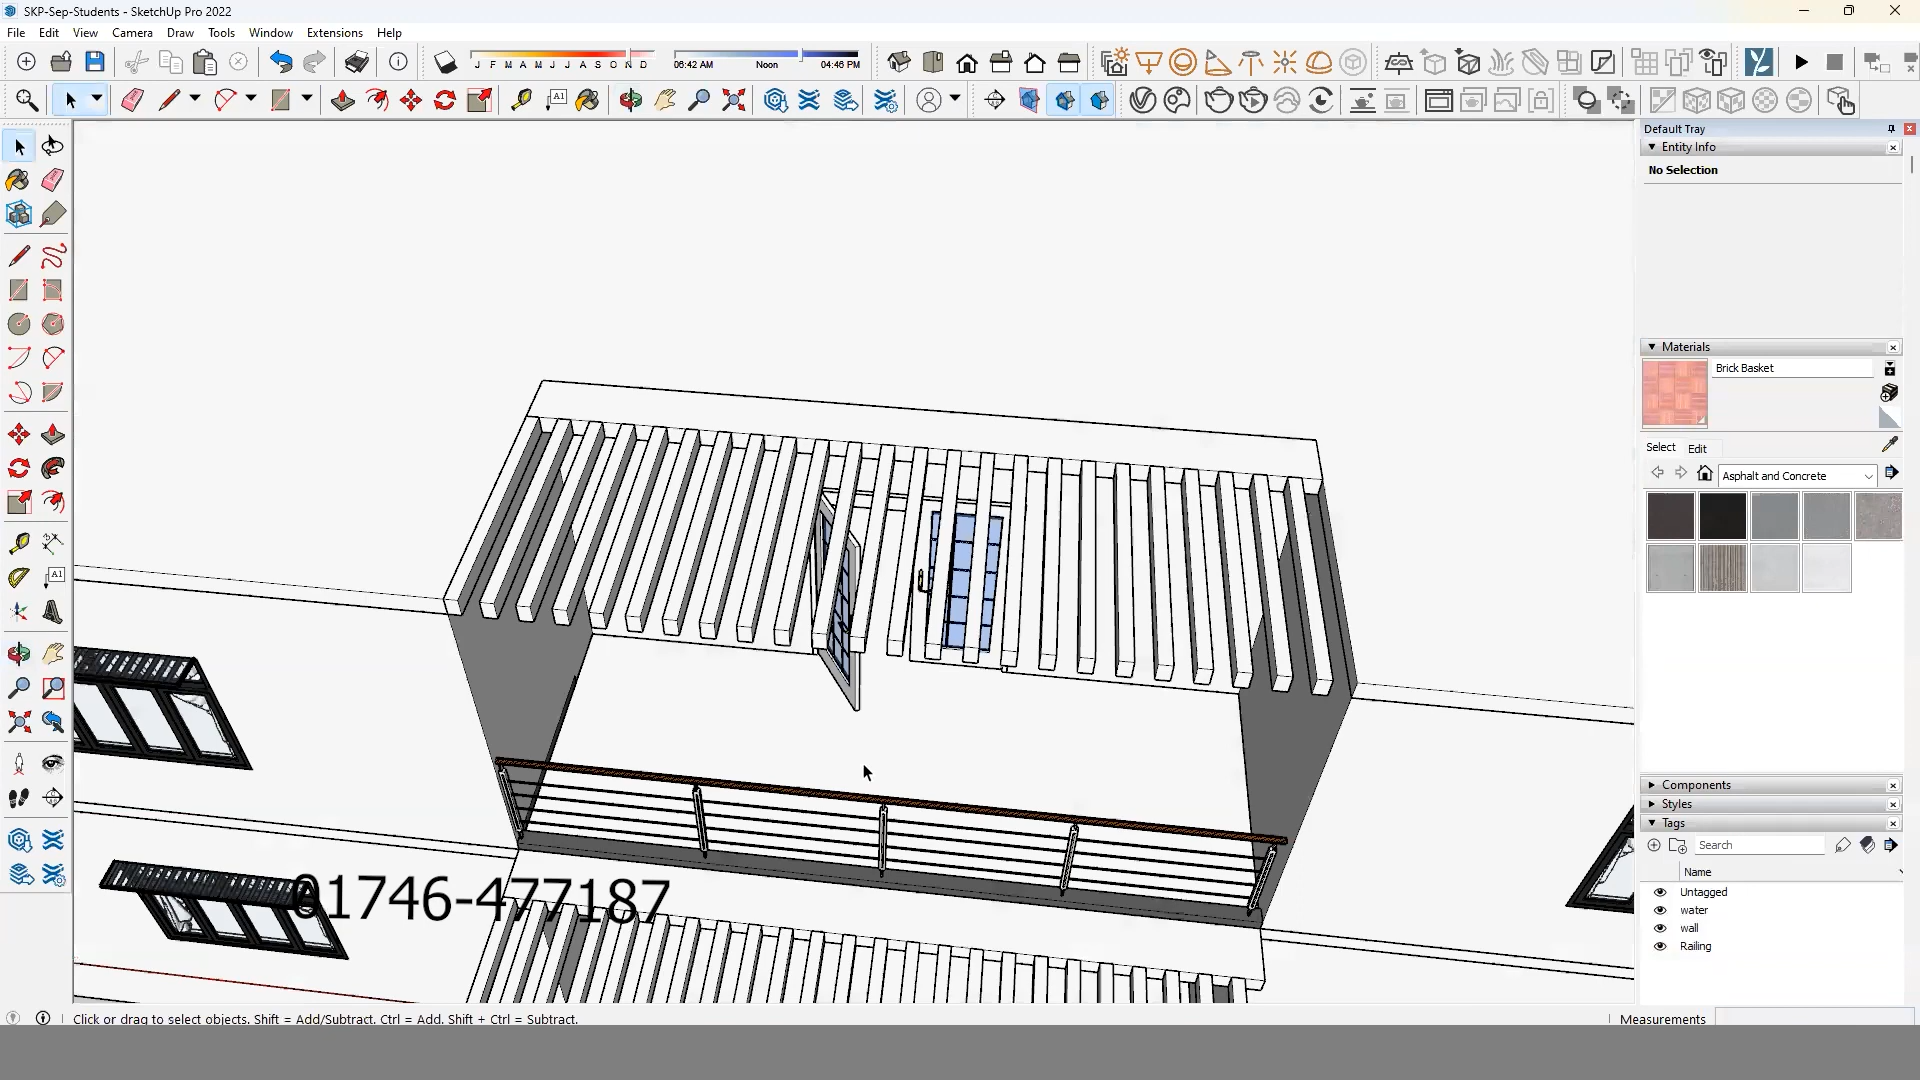 SKP-Sep-Students - SketchUp Pro 2022
File Edit View Camera Draw Tools Window Extensions Help
J F M A M J J A S O N D 06:42 AM Noon 04:46 PM
A1
Default Tray
Entity Info
No Selection
Materials
Brick Basket
Select Edit
Asphalt and Concrete
A1
Components
Styles
Tags
Search
Name
Untagged
water
wall
Railing
01746-477187
Click or drag to select objects. Shift = Add/Subtract. Ctrl = Add. Shift + Ctrl = Subtract. Measurements